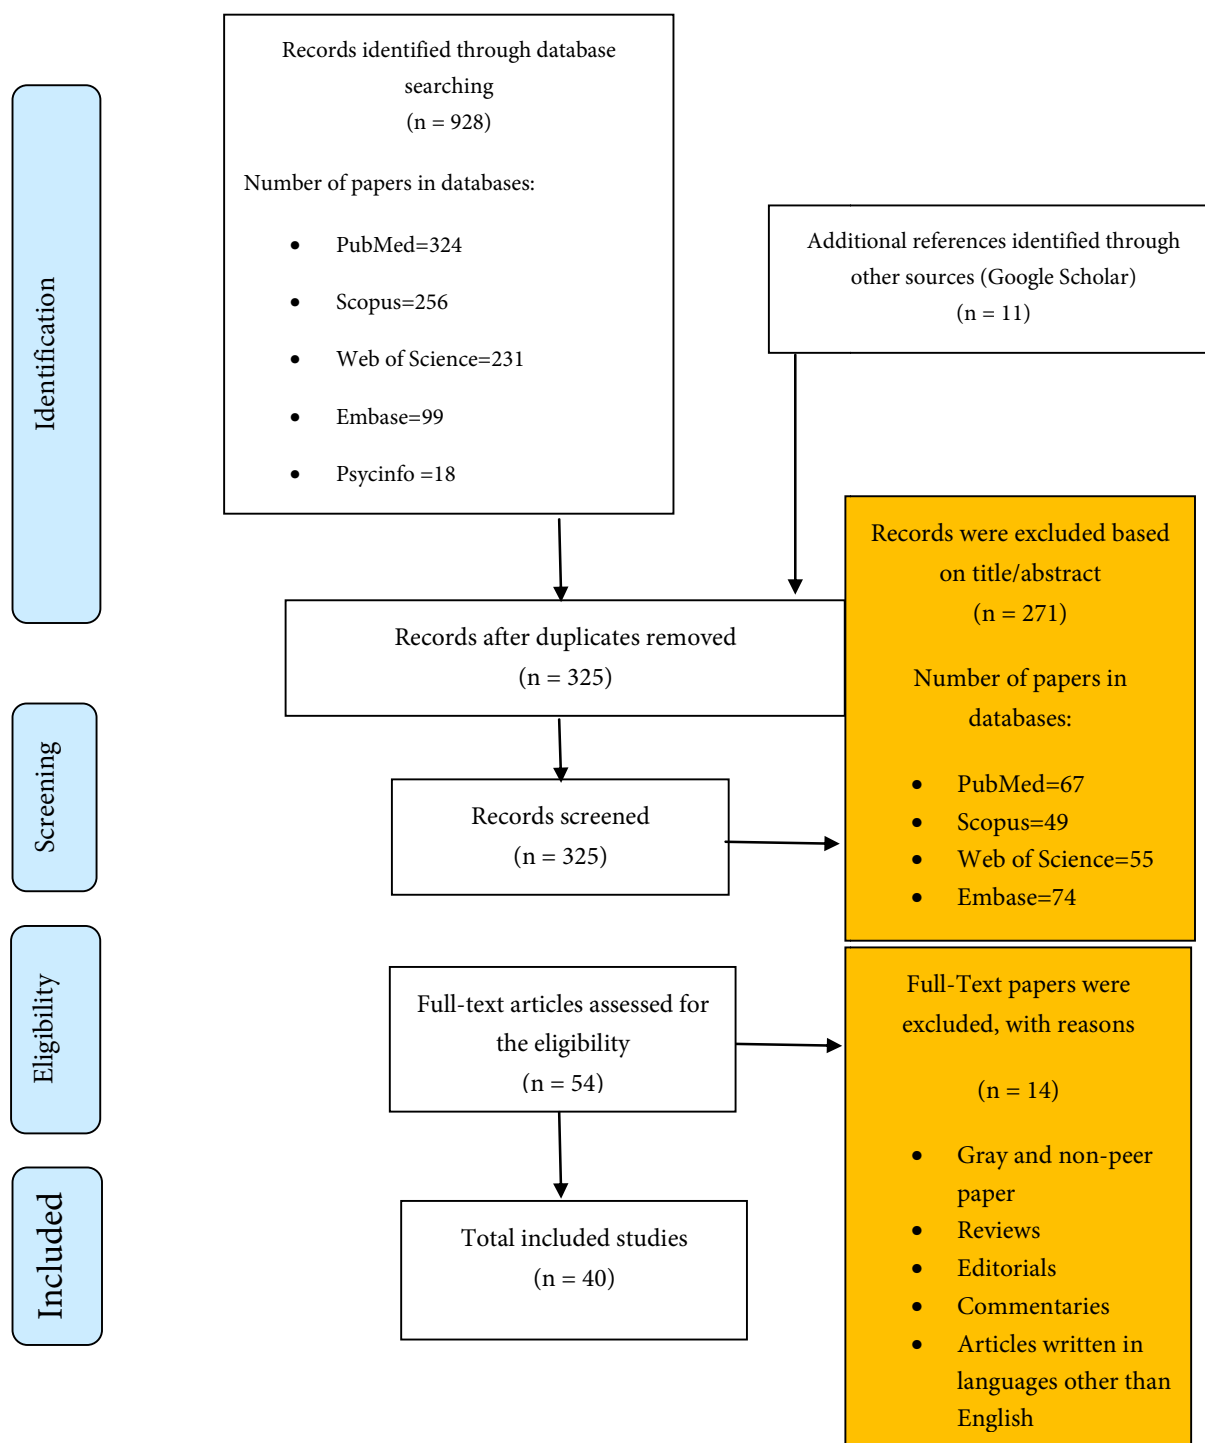 Records identified through database
searching
(n = 928)
Number of papers in databases:
• PubMed=324
• Scopus=256
• Web of Science=231
• Embase=99
• Psycinfo =18
Additional references identified through
other sources (Google Scholar)
(n = 11)
Identification
Records after duplicates removed
(n = 325)
Records were excluded based
on title/abstract
(n = 271)
Number of papers in
databases:
• PubMed=67
• Scopus=49
• Web of Science=55
• Embase=74
Screening
Records screened
(n = 325)
Eligibility
Full-text articles assessed for
the eligibility
(n = 54)
Full-Text papers were
excluded, with reasons
(n = 14)
• Gray and non-peer
paper
• Reviews
• Editorials
• Commentaries
• Articles written in
languages other than
English
Included
Total included studies
(n = 40)